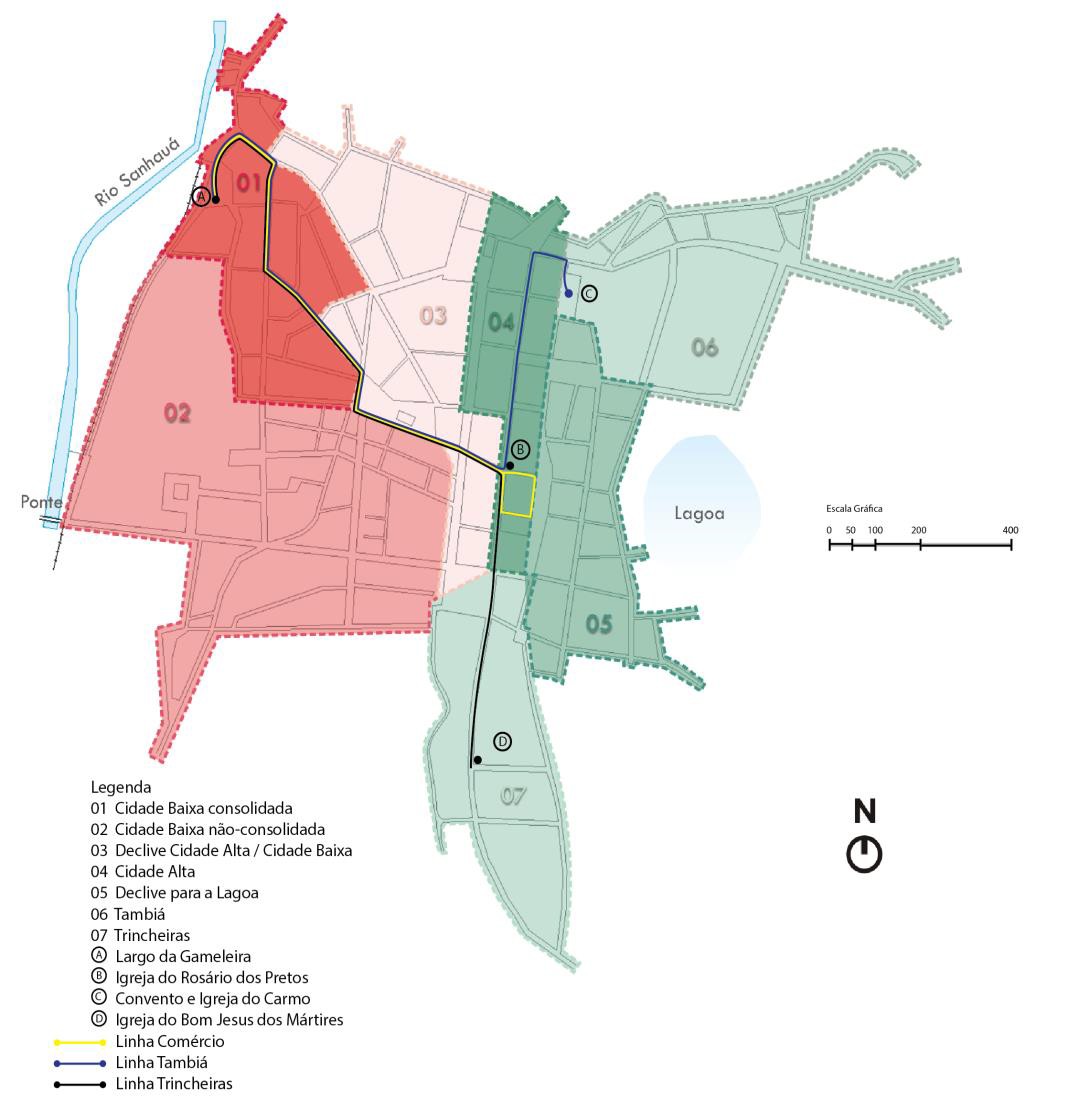 Rio Sanhauá
01
A
03
04
C
06
02
B
Ponte
Lagoa
Escala Gráfica
0 50 100 200 400
05
D
07
N
Legenda
01 Cidade Baixa consolidada
02 Cidade Baixa não-consolidada
03 Declive Cidade Alta / Cidade Baixa
04 Cidade Alta
05 Declive para a Lagoa
06 Tambiá
07 Trincheiras
A Largo da Gameleira
B Igreja do Rosário dos Pretos
C Convento e Igreja do Carmo
D Igreja do Bom Jesus dos Mártires
Linha Comércio
Linha Tambiá
Linha Trincheiras